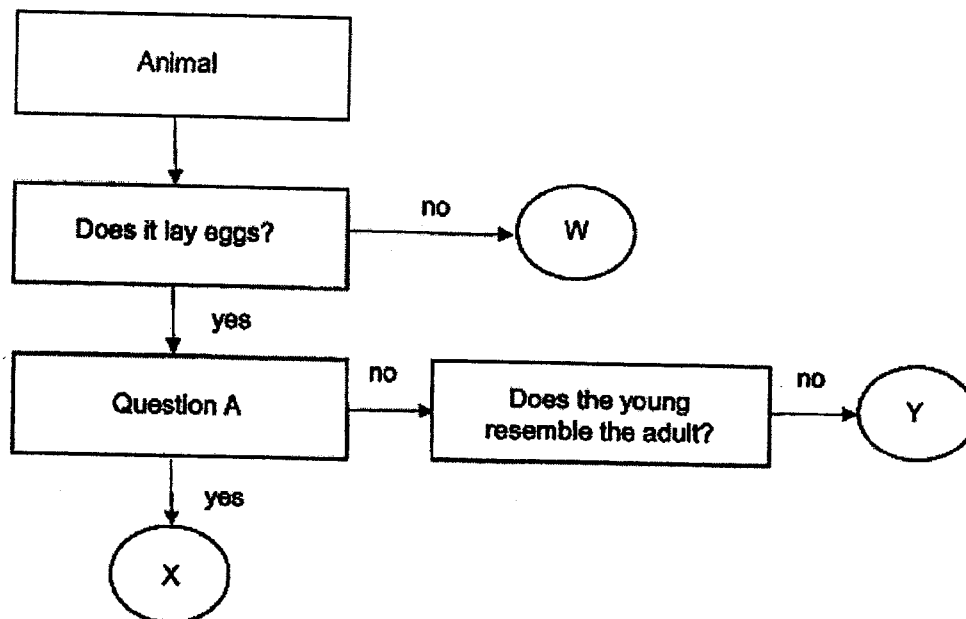 Animal
Does it lay eggs?
no
W
yes
Question A
no
Does the young
resemble the adult?
no
Y
yes
X